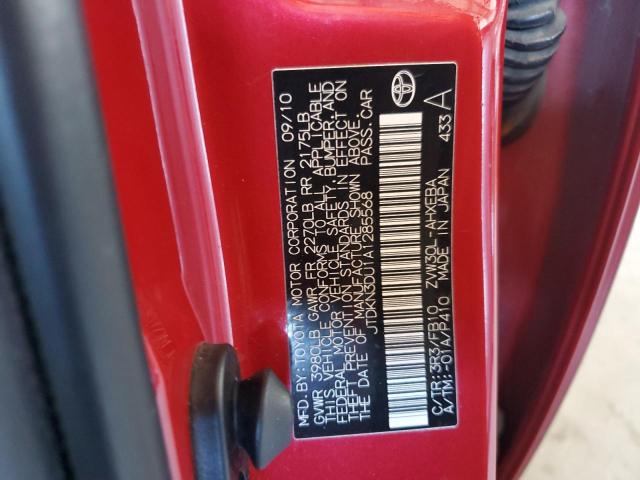 MFD. BY: TOYOTA MOTOR CORPORATION 09/10
GVWR 3980LB GAWR FR 2270LB RR 2175LB
THIS VEHICLE CONFORMS TO ALL APPLICABLE
FEDERAL MOTOR VEHICLE SAFETY, BUMPER, AND
THEFT PREVENTION STANDARDS IN EFFECT ON
THE DATE OF MANUFACTURE SHOWN ABOVE.
JTDKN3DU1A1285568 PASS. CAR
C/TR: 3R3/FB10 ZVW30L-AHXEBA
A/TM: -01A/P410 MADE IN JAPAN 433 A